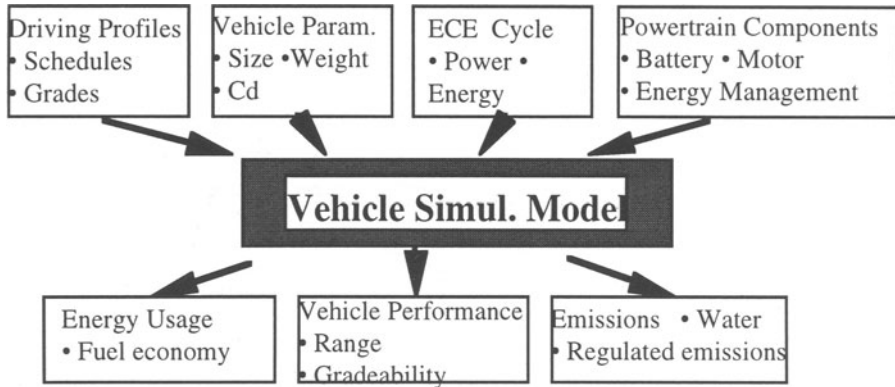 Driving Profiles
• Schedules
• Grades
Vehicle Param.
• Size •Weight
• Cd
ECE Cycle
• Power •
Energy
Powertrain Components
• Battery • Motor
• Energy Management
Vehicle Simul. Model
Energy Usage
• Fuel economy
Vehicle Performance
• Range
• Gradeability
Emissions • Water
• Regulated emissions